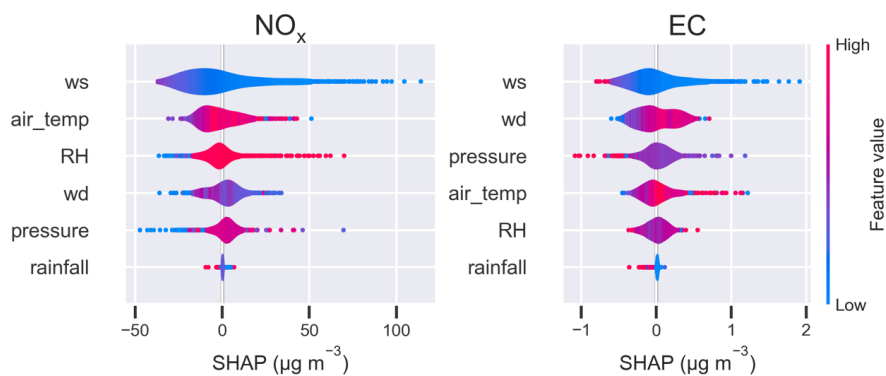 NOx
EC
ws
air_temp
RH
wd
pressure
rainfall
−50
0
50
100
SHAP (μg m⁻³)
ws
wd
pressure
air_temp
RH
rainfall
−1
0
1
2
SHAP (μg m⁻³)
High
Feature value
Low